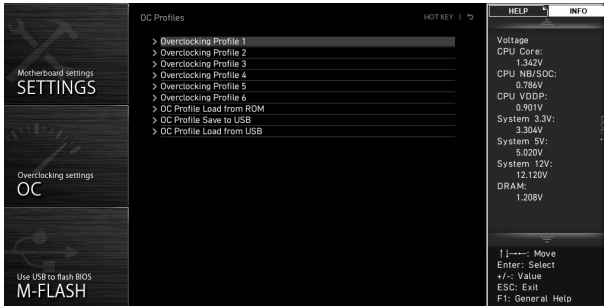 OC Profiles
HOT KEY |
HELP
INFO
Motherboard settings
SETTINGS
Overclocking settings
OC
Use USB to flash BIOS
M-FLASH
> Overclocking Profile 1
> Overclocking Profile 2
> Overclocking Profile 3
> Overclocking Profile 4
> Overclocking Profile 5
> Overclocking Profile 6
> OC Profile Load from ROM
> OC Profile Save to USB
> OC Profile Load from USB
Voltage
CPU Core:
1.342V
CPU NB/SOC:
0.786V
CPU VDDP:
0.901V
System 3.3V:
3.304V
System 5V:
5.020V
System 12V:
12.120V
DRAM:
1.208V
↑↓→←: Move
Enter: Select
+/-: Value
ESC: Exit
F1: General Help